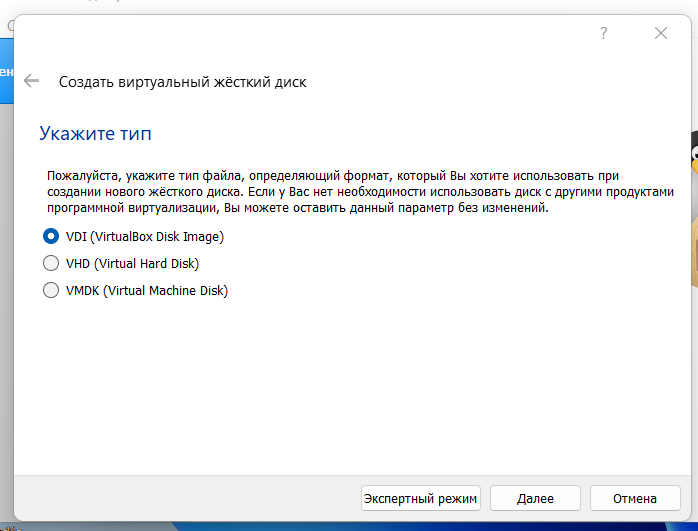 ?
Создать виртуальный жёсткий диск
Укажите тип
Пожалуйста, укажите тип файла, определяющий формат, который Вы хотите использовать при
создании нового жёсткого диска. Если у Вас нет необходимости использовать диск с другими продуктами
программной виртуализации, Вы можете оставить данный параметр без изменений.
VDI (VirtualBox Disk Image)
VHD (Virtual Hard Disk)
VMDK (Virtual Machine Disk)
Экспертный режим Далее Отмена